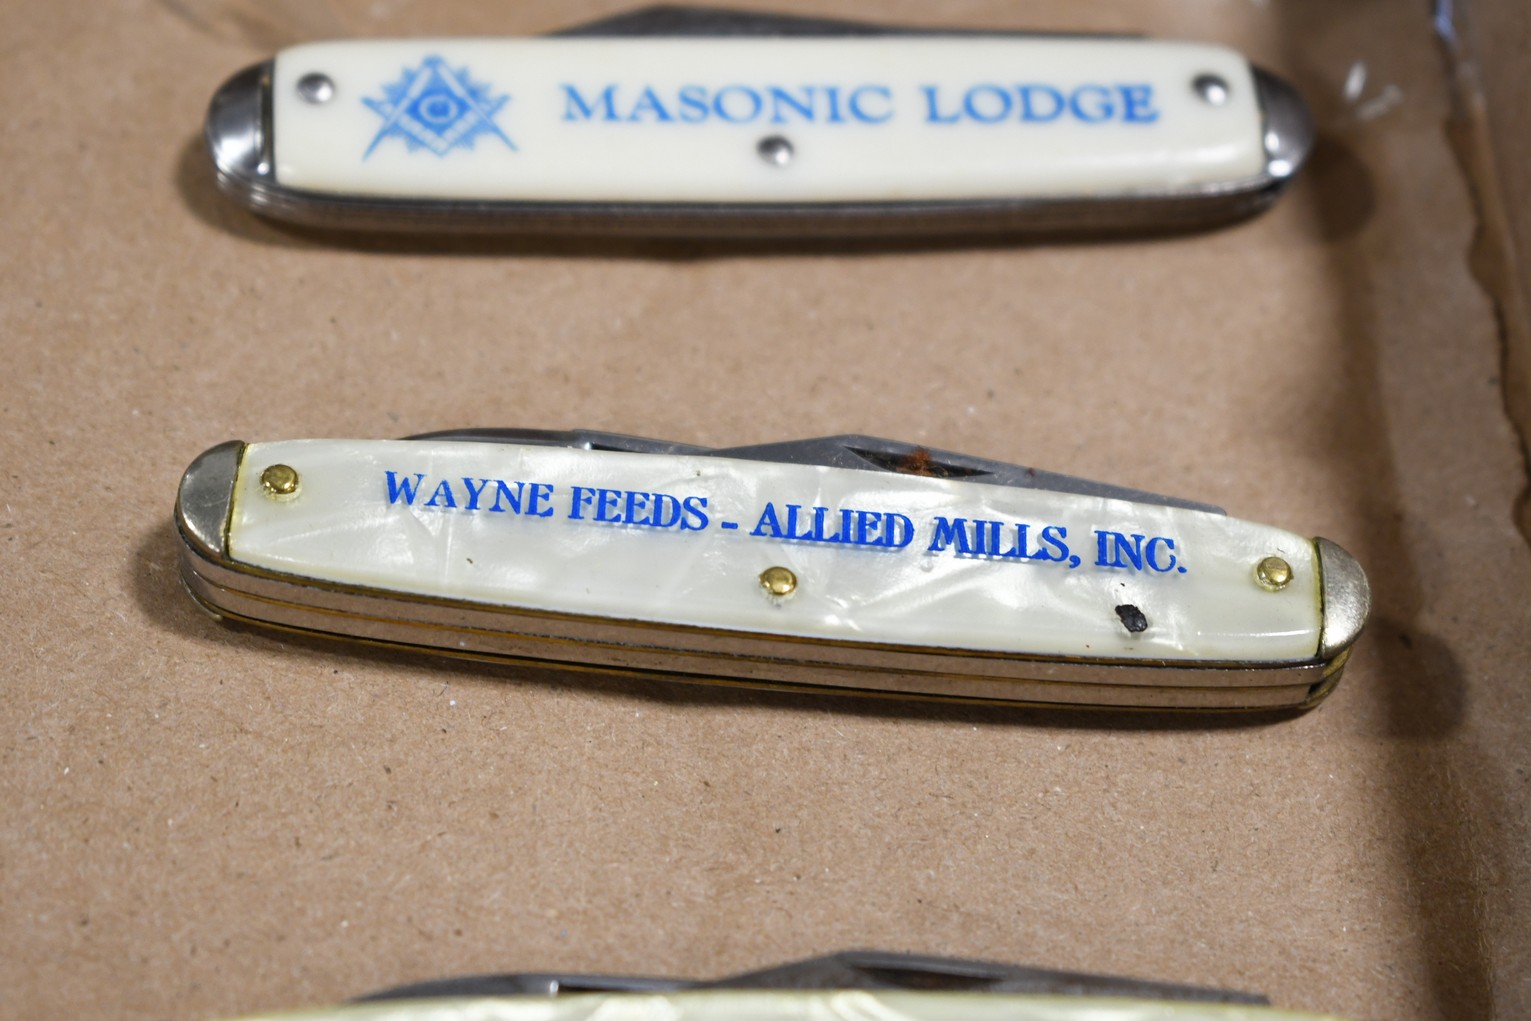 MASONIC LODGE
WAYNE FEEDS - ALLIED MILLS, INC.